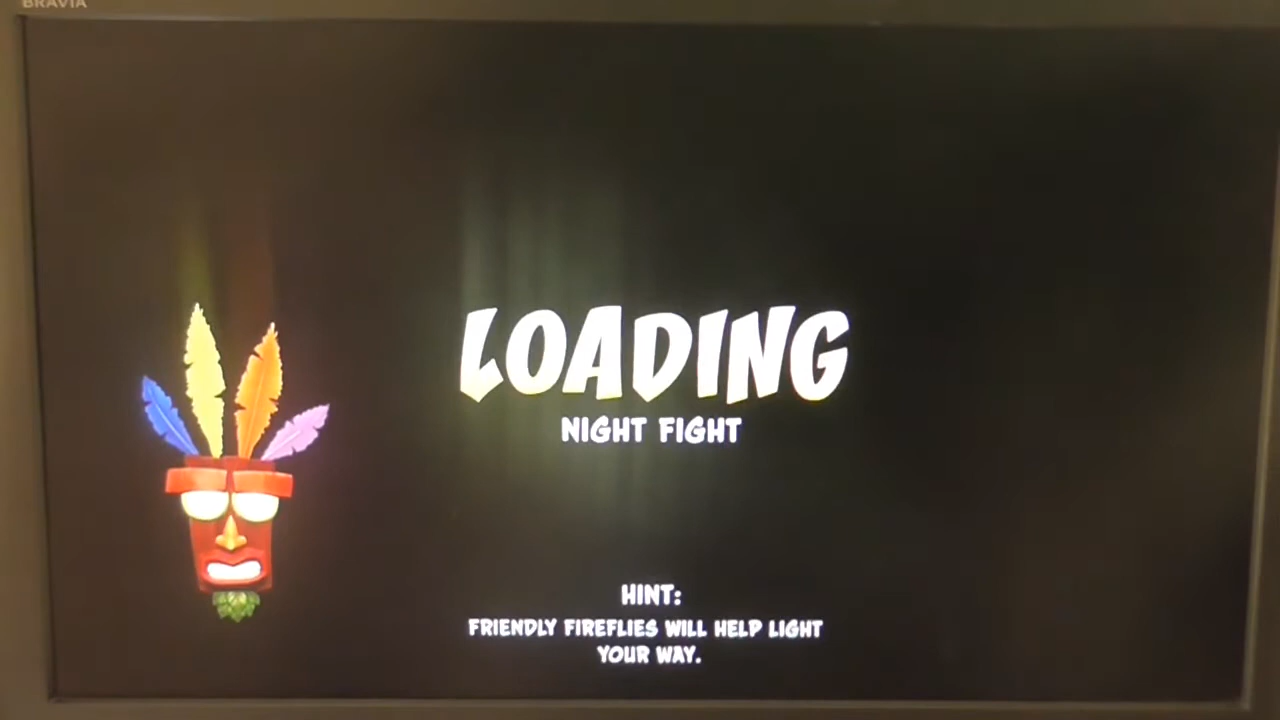 BRAVIA
LOADING
NIGHT FIGHT
HINT:
FRIENDLY FIREFLIES WILL HELP LIGHT
YOUR WAY.